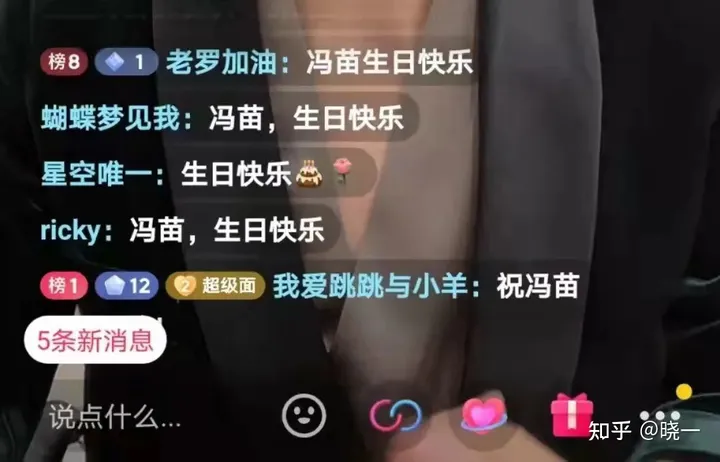 榜8 1 老罗加油：冯苗生日快乐
蝴蝶梦见我：冯苗，生日快乐
星空唯一：生日快乐🎂🌹
ricky：冯苗，生日快乐
榜1 12 2 超级面 我爱跳跳与小羊：祝冯苗
5条新消息
说点什么...
知乎 @晓一